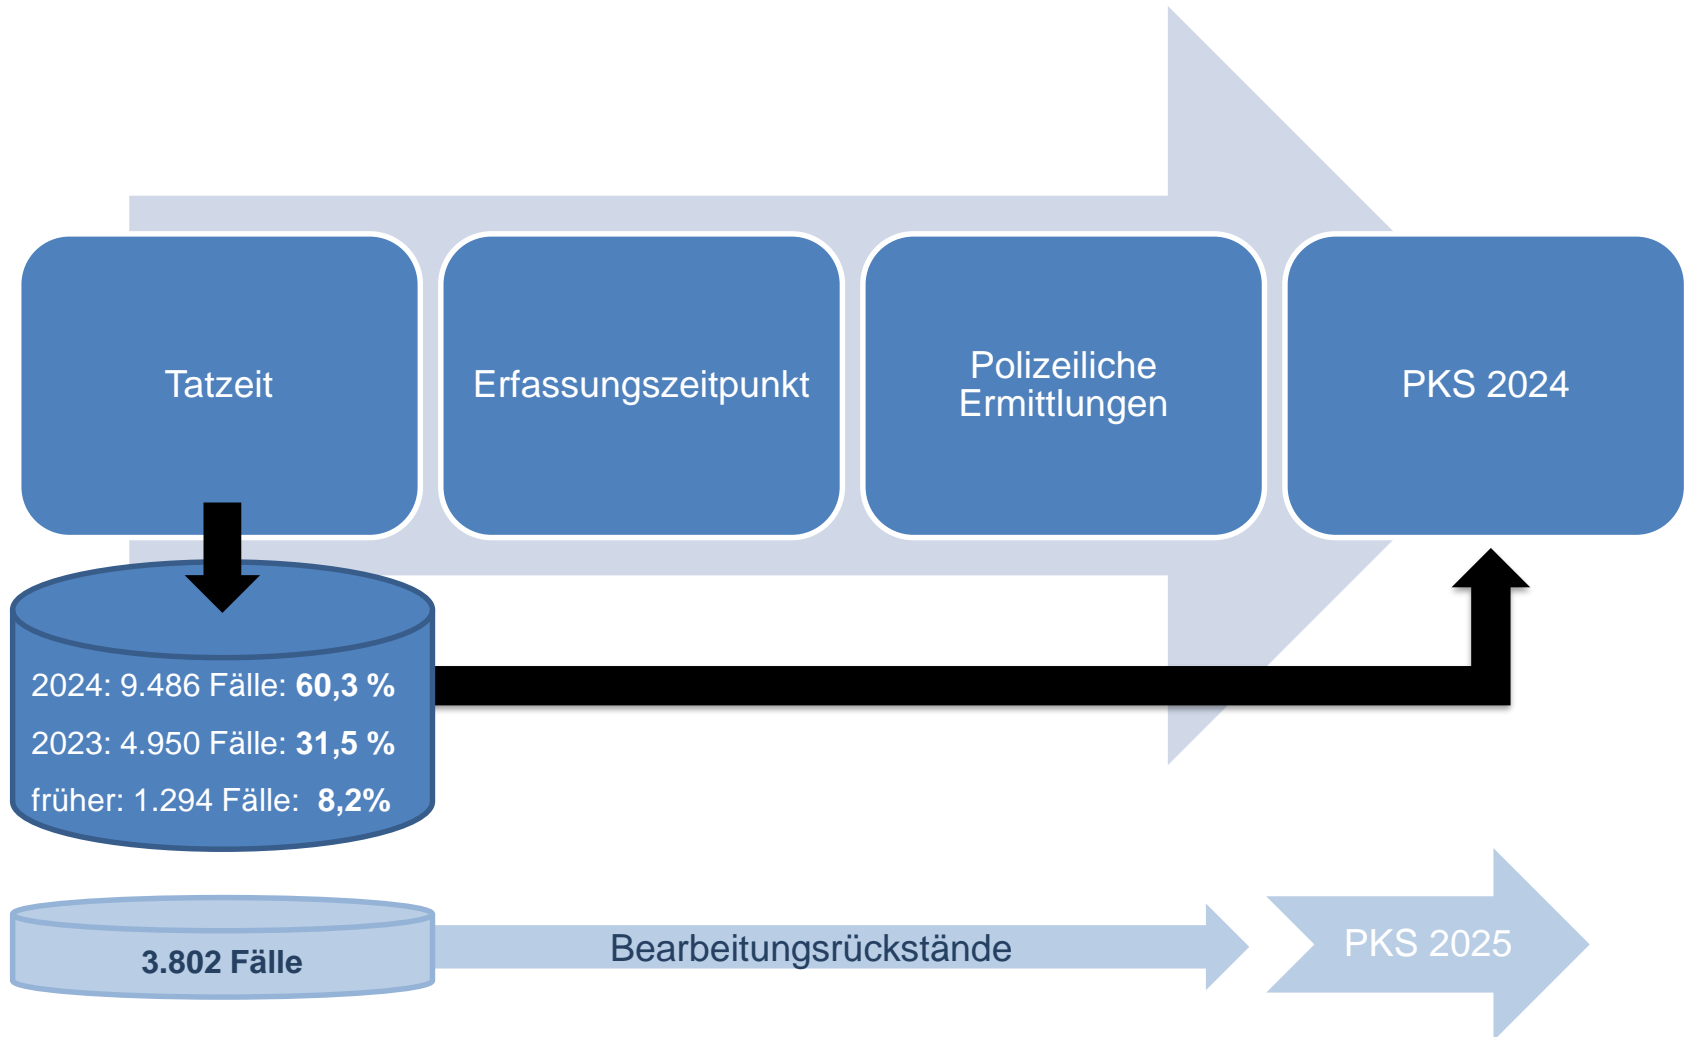 Tatzeit
Erfassungszeitpunkt
Polizeiliche
Ermittlungen
PKS 2024
2024: 9.486 Fälle: 60,3 %
2023: 4.950 Fälle: 31,5 %
früher: 1.294 Fälle: 8,2%
3.802 Fälle
Bearbeitungsrückstände
PKS 2025